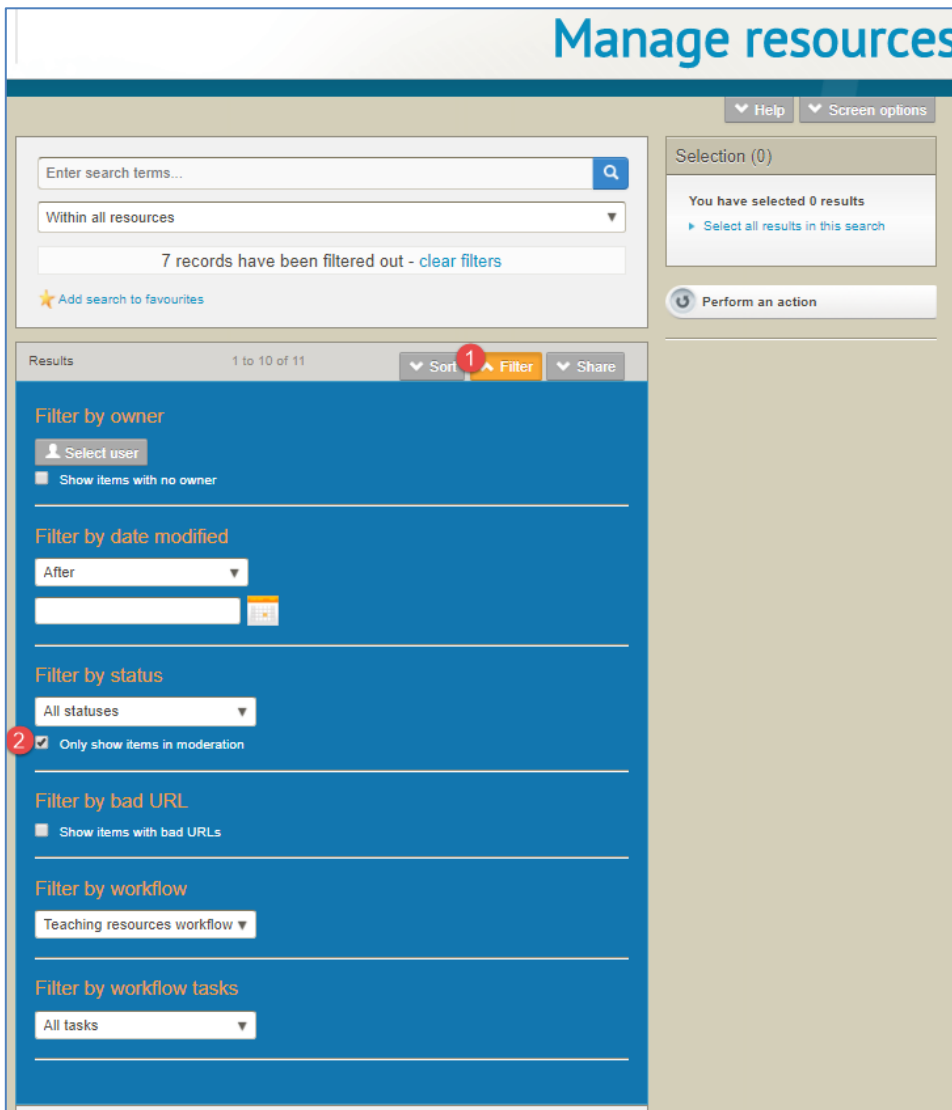 Manage resources
Help
Screen options
Enter search terms...
Within all resources
7 records have been filtered out - clear filters
Add search to favourites
Selection (0)
You have selected 0 results
Select all results in this search
Perform an action
Results
1 to 10 of 11
Sort
1
Filter
Share
Filter by owner
Select user
Show items with no owner
Filter by date modified
After
Filter by status
All statuses
2
Only show items in moderation
Filter by bad URL
Show items with bad URLs
Filter by workflow
Teaching resources workflow
Filter by workflow tasks
All tasks